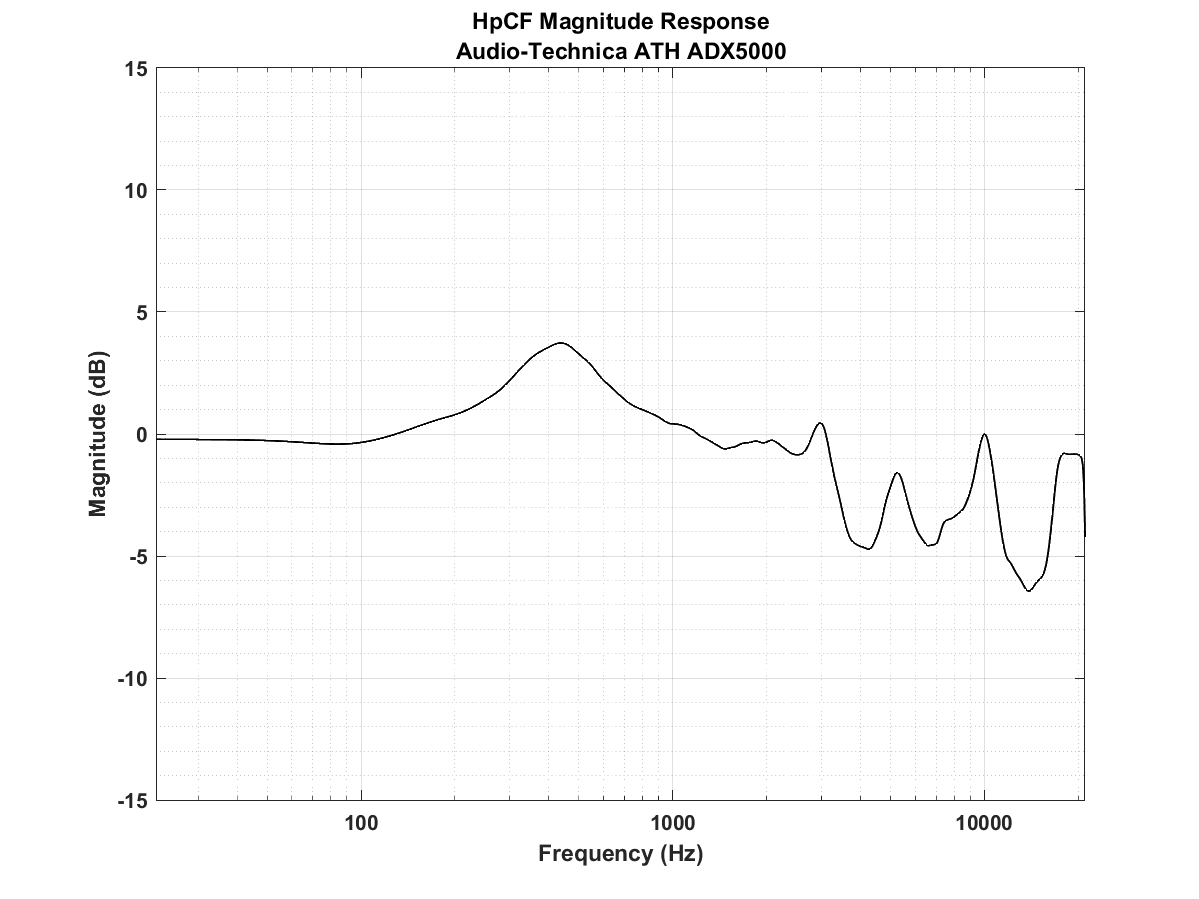 HpCF Magnitude Response
Audio-Technica ATH ADX5000
15
10
5
0
-5
-10
-15
Magnitude (dB)
100
1000
10000
Frequency (Hz)